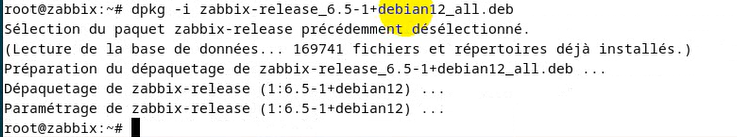 root@zabbix:~# dpkg -i zabbix-release_6.5-1+debian12_all.deb
Sélection du paquet zabbix-release précédemment désélectionné.
(Lecture de la base de données... 169741 fichiers et répertoires déjà installés.)
Préparation du dépaquetage de zabbix-release_6.5-1+debian12_all.deb ...
Dépaquetage de zabbix-release (1:6.5-1+debian12) ...
Paramétrage de zabbix-release (1:6.5-1+debian12) ...
root@zabbix:~#